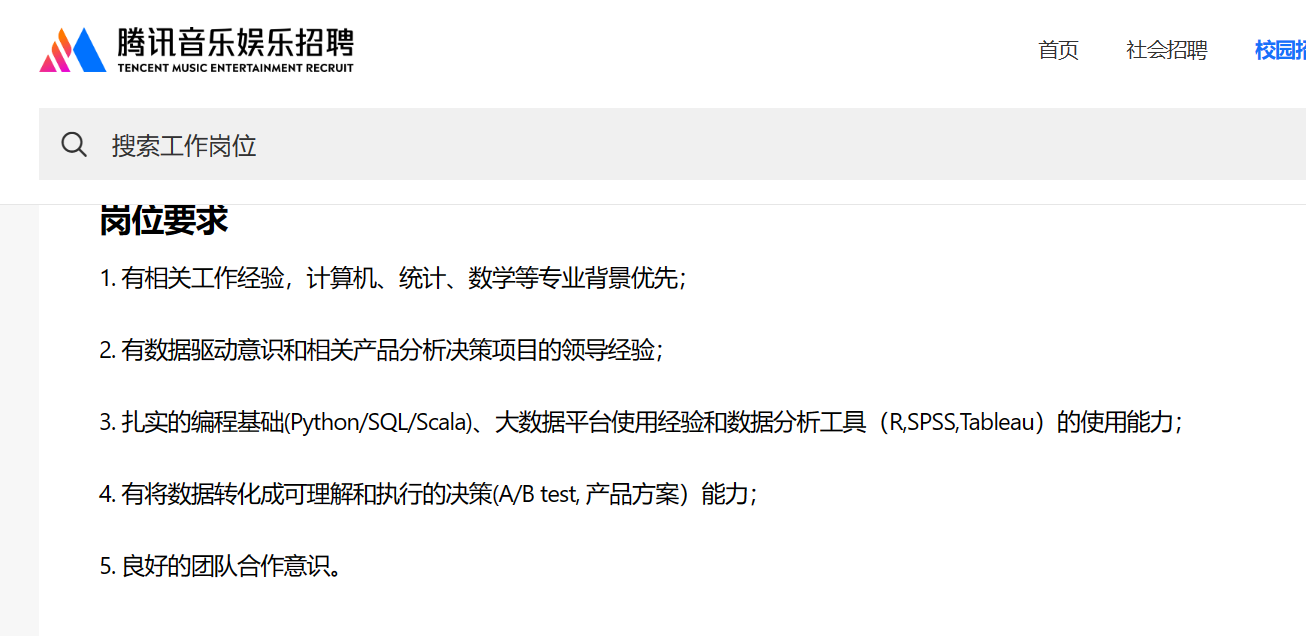 腾讯音乐娱乐招聘
TENCENT MUSIC ENTERTAINMENT RECRUIT
首页 社会招聘 校园招
搜索工作岗位
岗位要求
1. 有相关工作经验，计算机、统计、数学等专业背景优先；
2. 有数据驱动意识和相关产品分析决策项目的领导经验；
3. 扎实的编程基础(Python/SQL/Scala)、大数据平台使用经验和数据分析工具（R,SPSS,Tableau）的使用能力；
4. 有将数据转化成可理解和执行的决策(A/B test, 产品方案）能力；
5. 良好的团队合作意识。